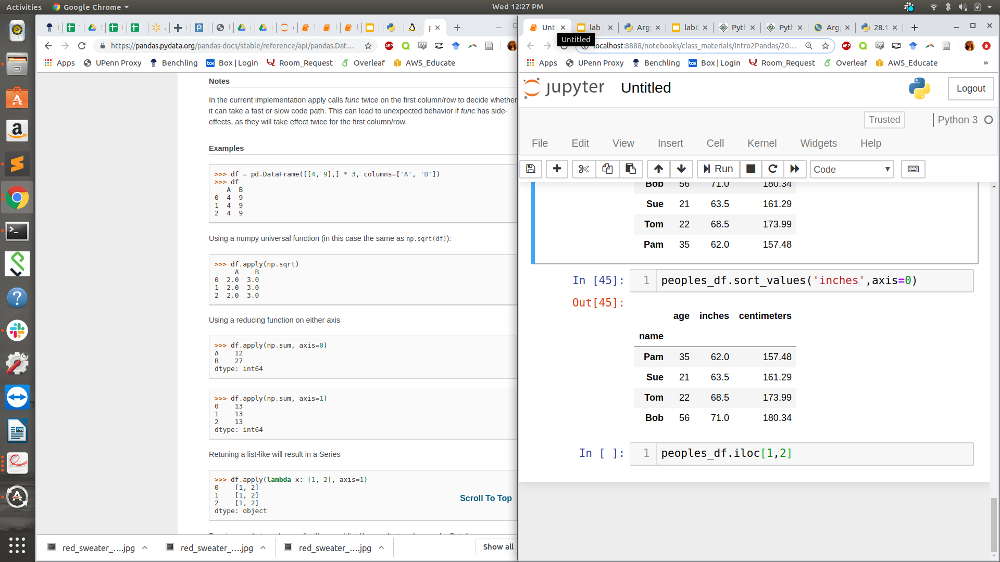 Activities Google Chrome Wed 12:27 PM
https://pandas.pydata.org/pandas-docs/stable/reference/api/pandas.Dat...
Apps UPenn Proxy Benchling Box | Login Room_Request Overleaf AWS_Educate
Notes
In the current implementation apply calls func twice on the first column/row to decide whether
it can take a fast or slow code path. This can lead to unexpected behavior if func has side-
effects, as they will take effect twice for the first column/row.
Examples
>>> df = pd.DataFrame([[4, 9],] * 3, columns=['A', 'B'])
>>> df
A B
0 4 9
1 4 9
2 4 9
Using a numpy universal function (in this case the same as np.sqrt(df)):
>>> df.apply(np.sqrt)
A B
0 2.0 3.0
1 2.0 3.0
2 2.0 3.0
Using a reducing function on either axis
>>> df.apply(np.sum, axis=0)
A 12
B 27
dtype: int64
>>> df.apply(np.sum, axis=1)
0 13
1 13
2 13
dtype: int64
Retuning a list-like will result in a Series
>>> df.apply(lambda x: [1, 2], axis=1)
0 [1, 2]
1 [1, 2]
2 [1, 2]
dtype: object
Scroll To Top
red_sweater_....jpg red_sweater_....jpg red_sweater_....jpg Show all
Unti lab Arg lab6 Pyth Pyth Arg 28.1
Untitled
localhost:8888/notebooks/class_materials/Intro2Pandas/20...
Apps UPenn Proxy Benchling Box | Login Room_Request Overleaf AWS_Educate »
jupyter Untitled Logout
Trusted Python 3
File Edit View Insert Cell Kernel Widgets Help
Run Code
Bob 56 71.0 180.34
Sue 21 63.5 161.29
Tom 22 68.5 173.99
Pam 35 62.0 157.48
In [45]: 1 peoples_df.sort_values('inches',axis=0)
Out[45]:
age inches centimeters
name
Pam 35 62.0 157.48
Sue 21 63.5 161.29
Tom 22 68.5 173.99
Bob 56 71.0 180.34
In [ ]: 1 peoples_df.iloc[1,2]